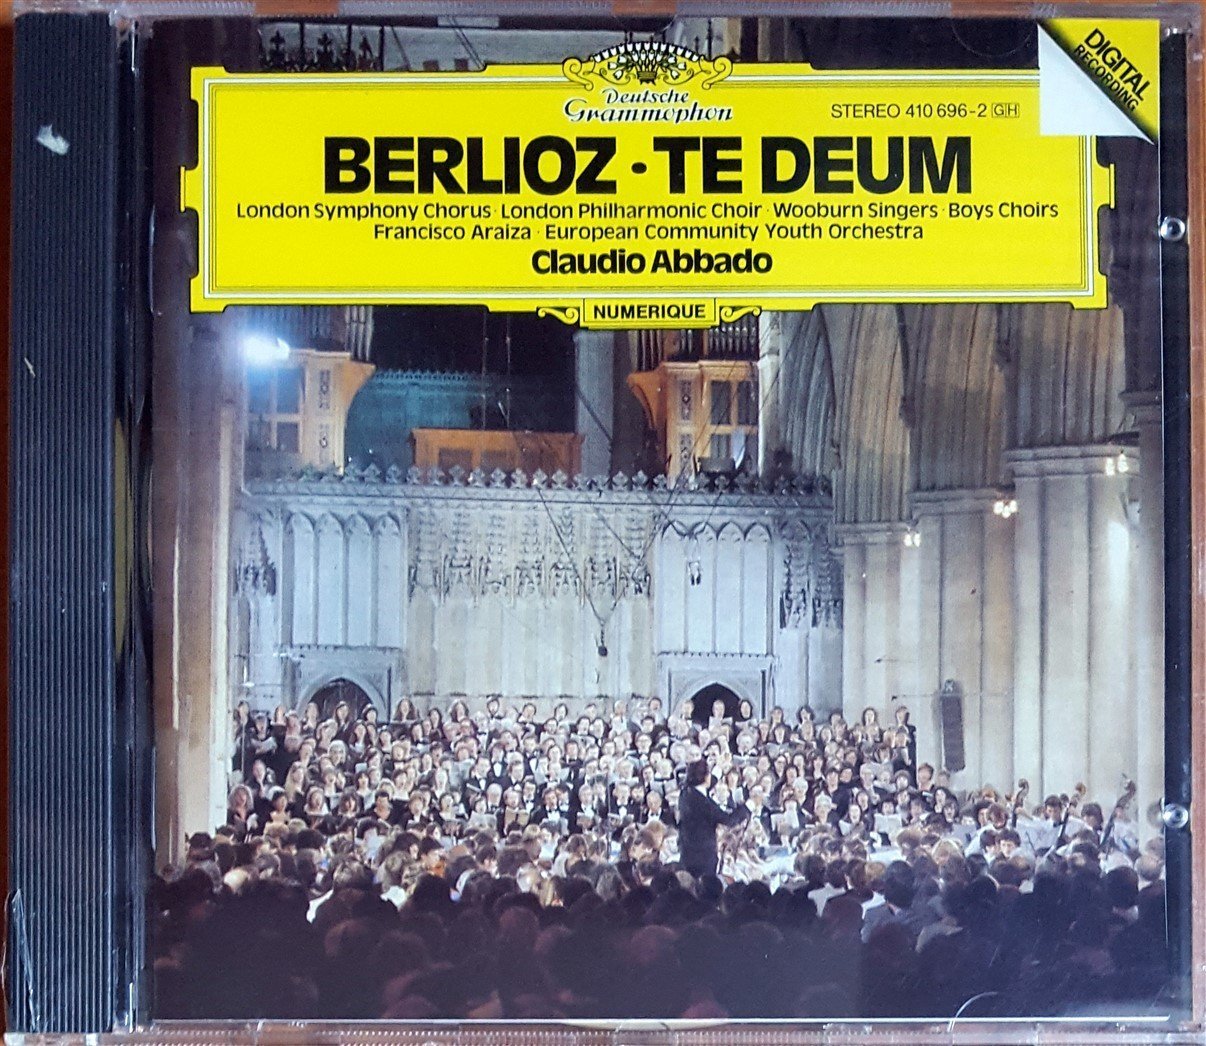 Deutsche
Grammophon
STEREO 410 696-2 GH
DIGITAL
RECORDING
BERLIOZ · TE DEUM
London Symphony Chorus · London Philharmonic Choir · Wooburn Singers · Boys Choirs
Francisco Araiza · European Community Youth Orchestra
Claudio Abbado
NUMERIQUE